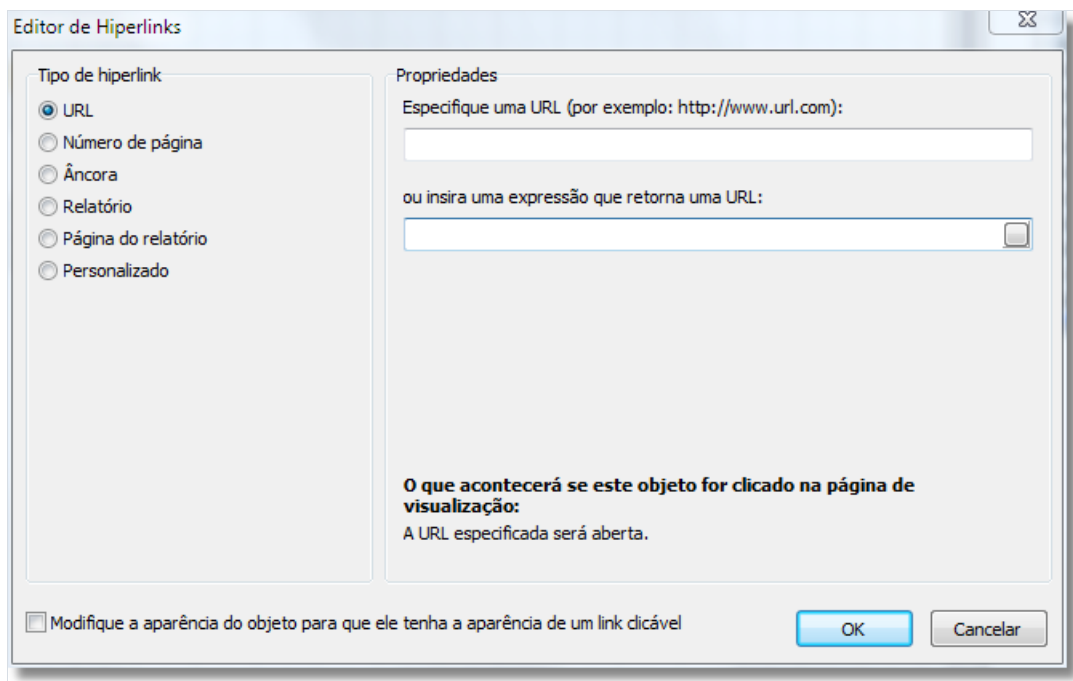 Editor de Hiperlinks
Tipo de hiperlink
URL
Número de página
Âncora
Relatório
Página do relatório
Personalizado
Propriedades
Especifique uma URL (por exemplo: http://www.url.com):
ou insira uma expressão que retorna uma URL:
O que acontecerá se este objeto for clicado na página de
visualização:
A URL especificada será aberta.
Modifique a aparência do objeto para que ele tenha a aparência de um link clicável
OK
Cancelar